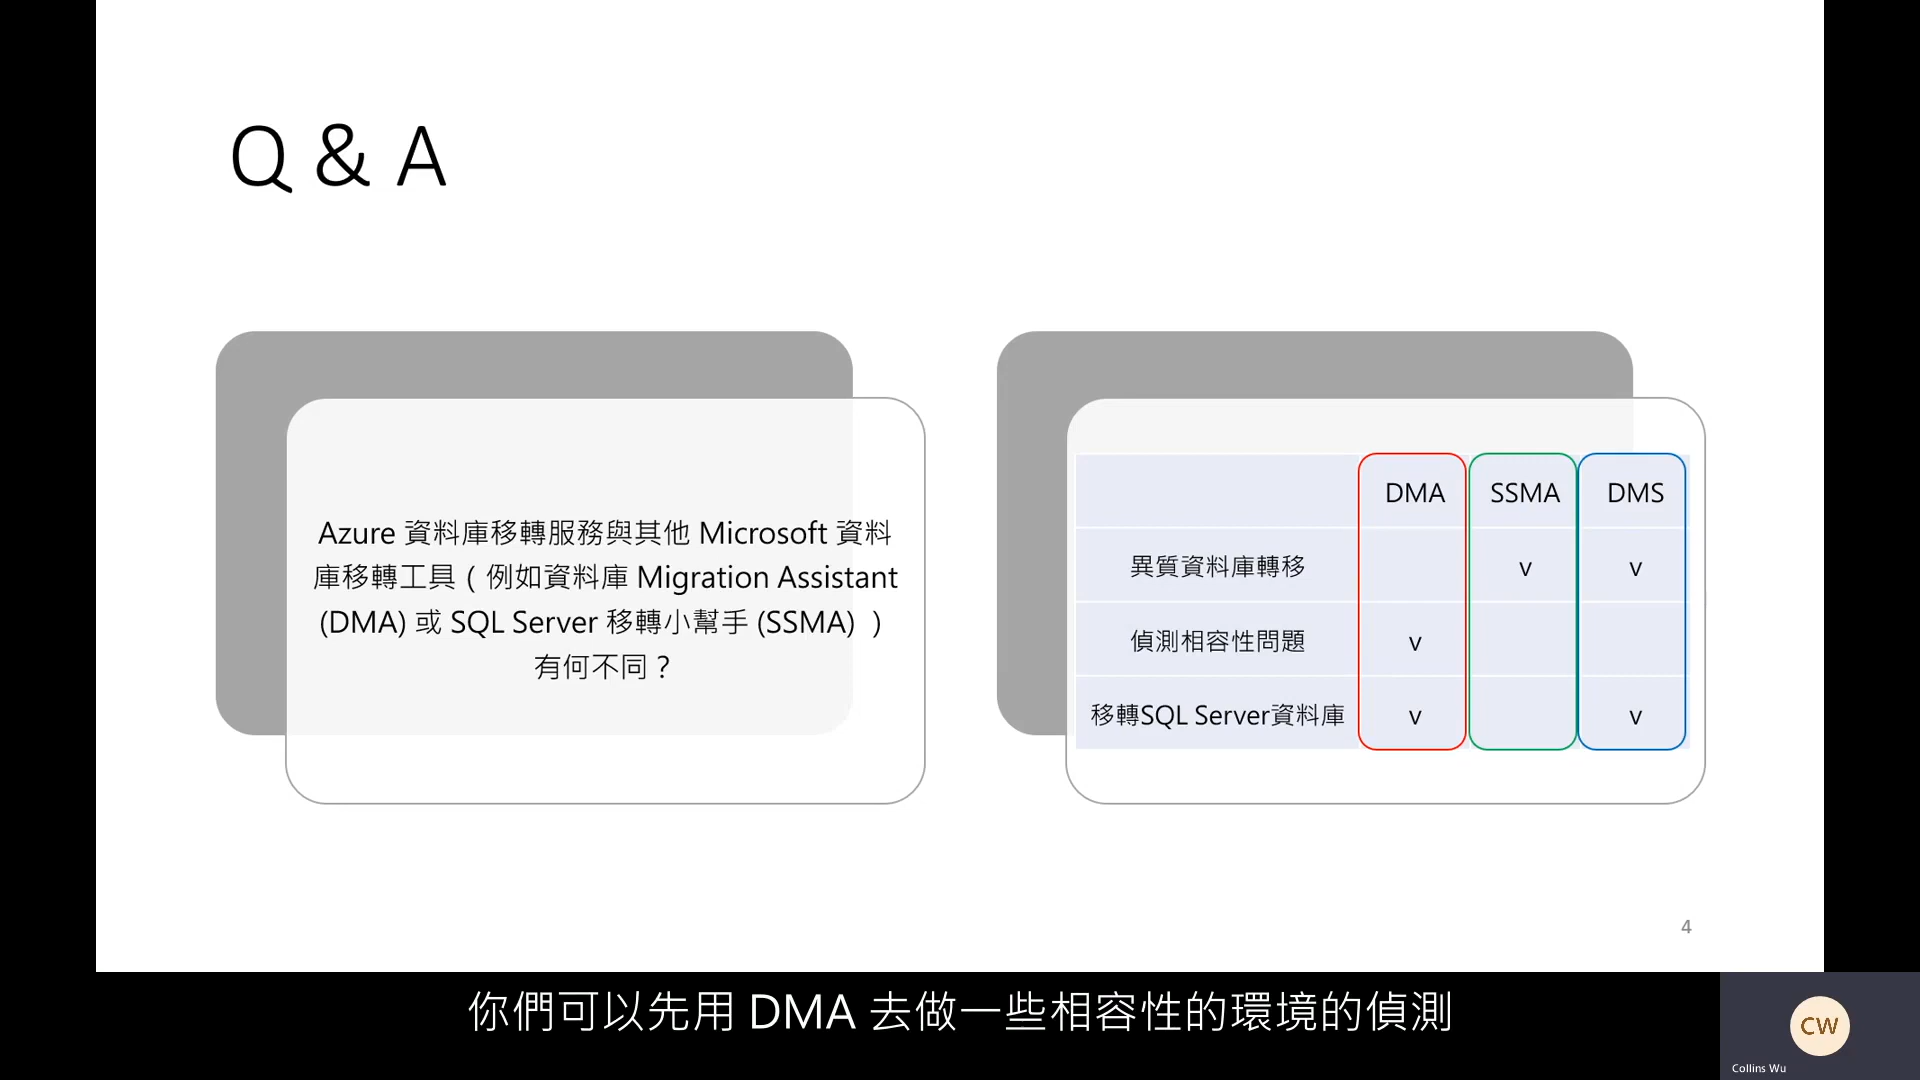 Q & A
Azure 資料庫移轉服務與其他 Microsoft 資料
庫移轉工具（例如資料庫 Migration Assistant
(DMA) 或 SQL Server 移轉小幫手 (SSMA) ）
有何不同？
DMA SSMA DMS
異質資料庫轉移 v v
偵測相容性問題 v
移轉SQL Server資料庫 v v
4
你們可以先用 DMA 去做一些相容性的環境的偵測
CW
Collins Wu